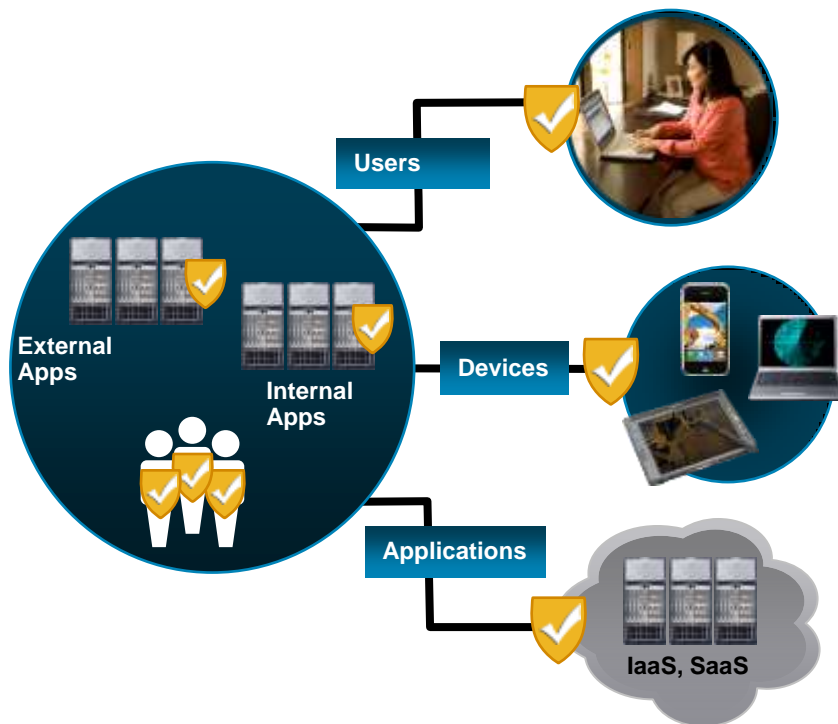 Users
External
Apps
Internal
Apps
Devices
Applications
IaaS, SaaS